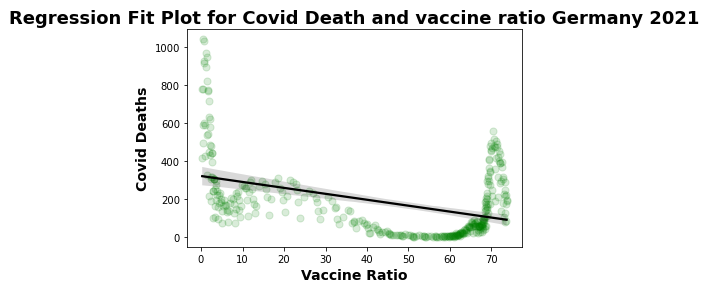 Regression Fit Plot for Covid Death and vaccine ratio Germany 2021
1000
800
600
400
200
0
Covid Deaths
0 10 20 30 40 50 60 70
Vaccine Ratio